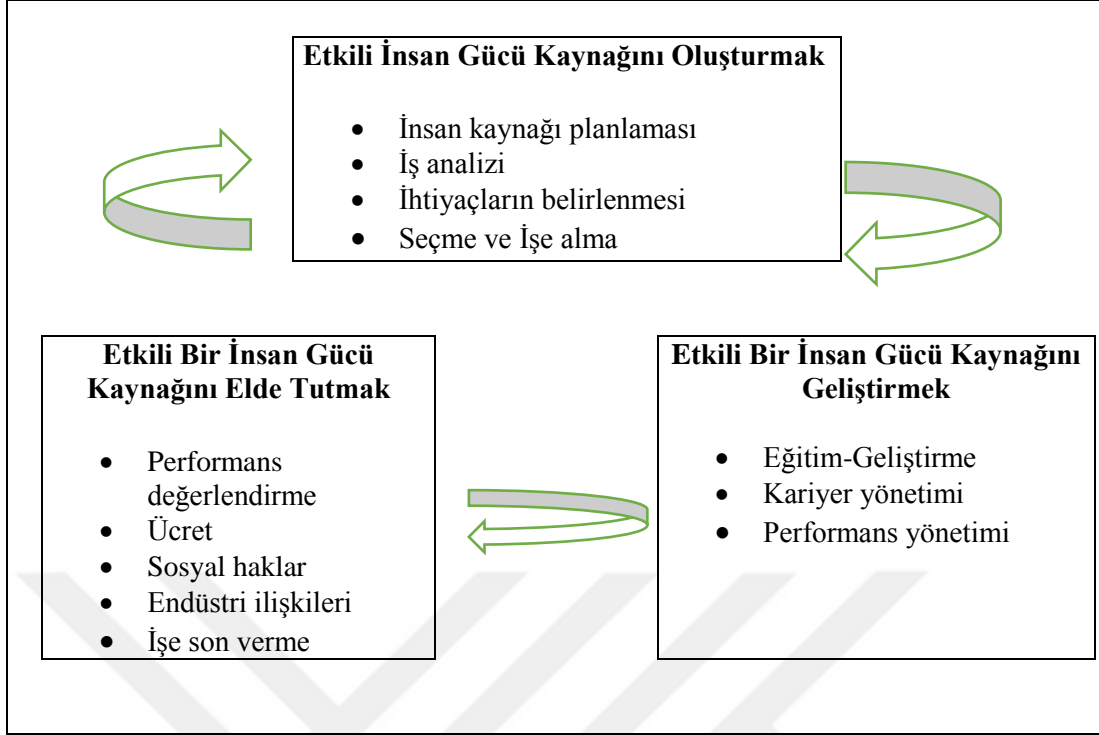 Etkili İnsan Gücü Kaynağını Oluşturmak
• İnsan kaynağı planlaması
• İş analizi
• İhtiyaçların belirlenmesi
• Seçme ve İşe alma
Etkili Bir İnsan Gücü
Kaynağını Elde Tutmak
• Performans
değerlendirme
• Ücret
• Sosyal haklar
• Endüstri ilişkileri
• İşe son verme
Etkili Bir İnsan Gücü Kaynağını
Geliştirmek
• Eğitim-Geliştirme
• Kariyer yönetimi
• Performans yönetimi